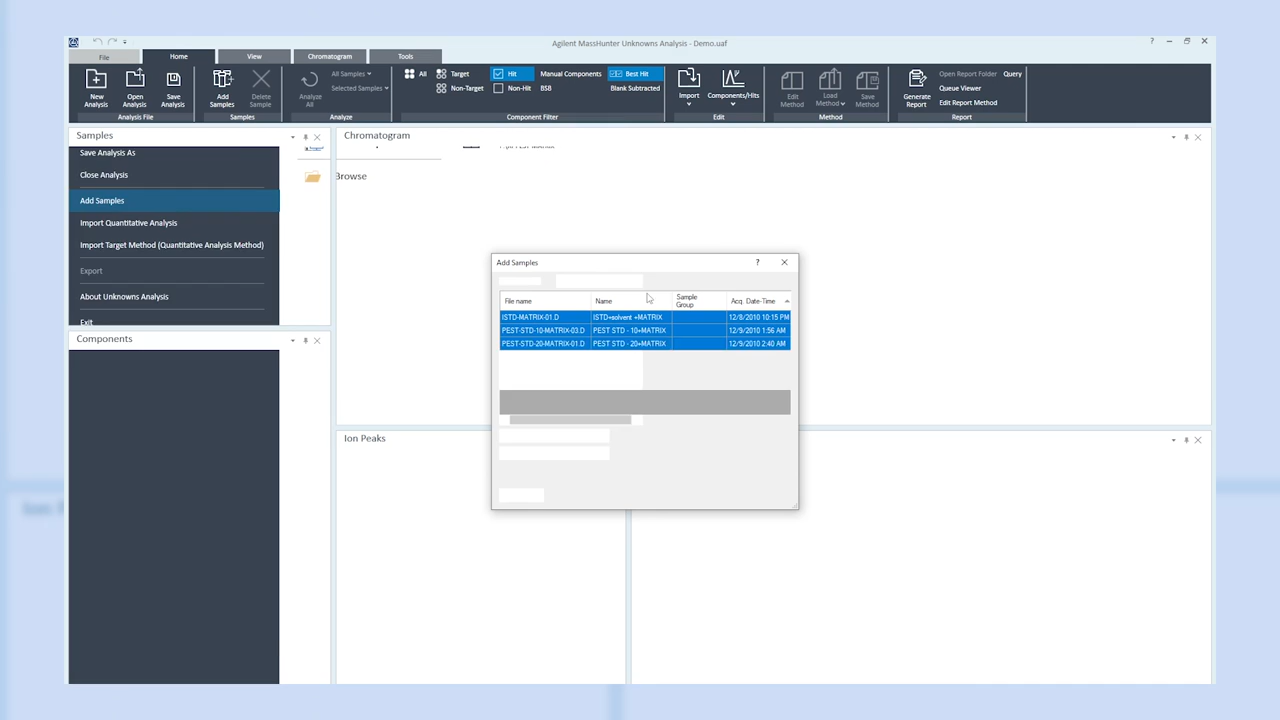 Agilent MassHunter Unknowns Analysis - Demo.uaf
File
Home
View
Chromatogram
Tools
New Analysis
Open Analysis
Save Analysis
Analysis File
Add Samples
Delete Sample
Samples
Analyze All
All Samples
Selected Samples
Analyze
All
Target
Non-Target
Hit
Non-Hit
Manual Components
BSB
Best Hit
Blank Subtracted
Component Filter
Import
Components/Hits
Edit
Edit Method
Load Method
Save Method
Method
Generate Report
Open Report Folder
Query
Queue Viewer
Edit Report Method
Report
Samples
Save Analysis As
Close Analysis
Add Samples
Import Quantitative Analysis
Import Target Method (Quantitative Analysis Method)
Export
About Unknowns Analysis
Exit
Chromatogram
Browse
Components
Ion Peaks
Add Samples
File name
Name
Sample Group
Acq. Date-Time
ISTD-MATRIX-01.D
ISTD+solvent +MATRIX
12/8/2010 10:15 PM
PEST-STD-10-MATRIX-03.D
PEST STD - 10+MATRIX
12/9/2010 1:56 AM
PEST-STD-20-MATRIX-01.D
PEST STD - 20+MATRIX
12/9/2010 2:40 AM